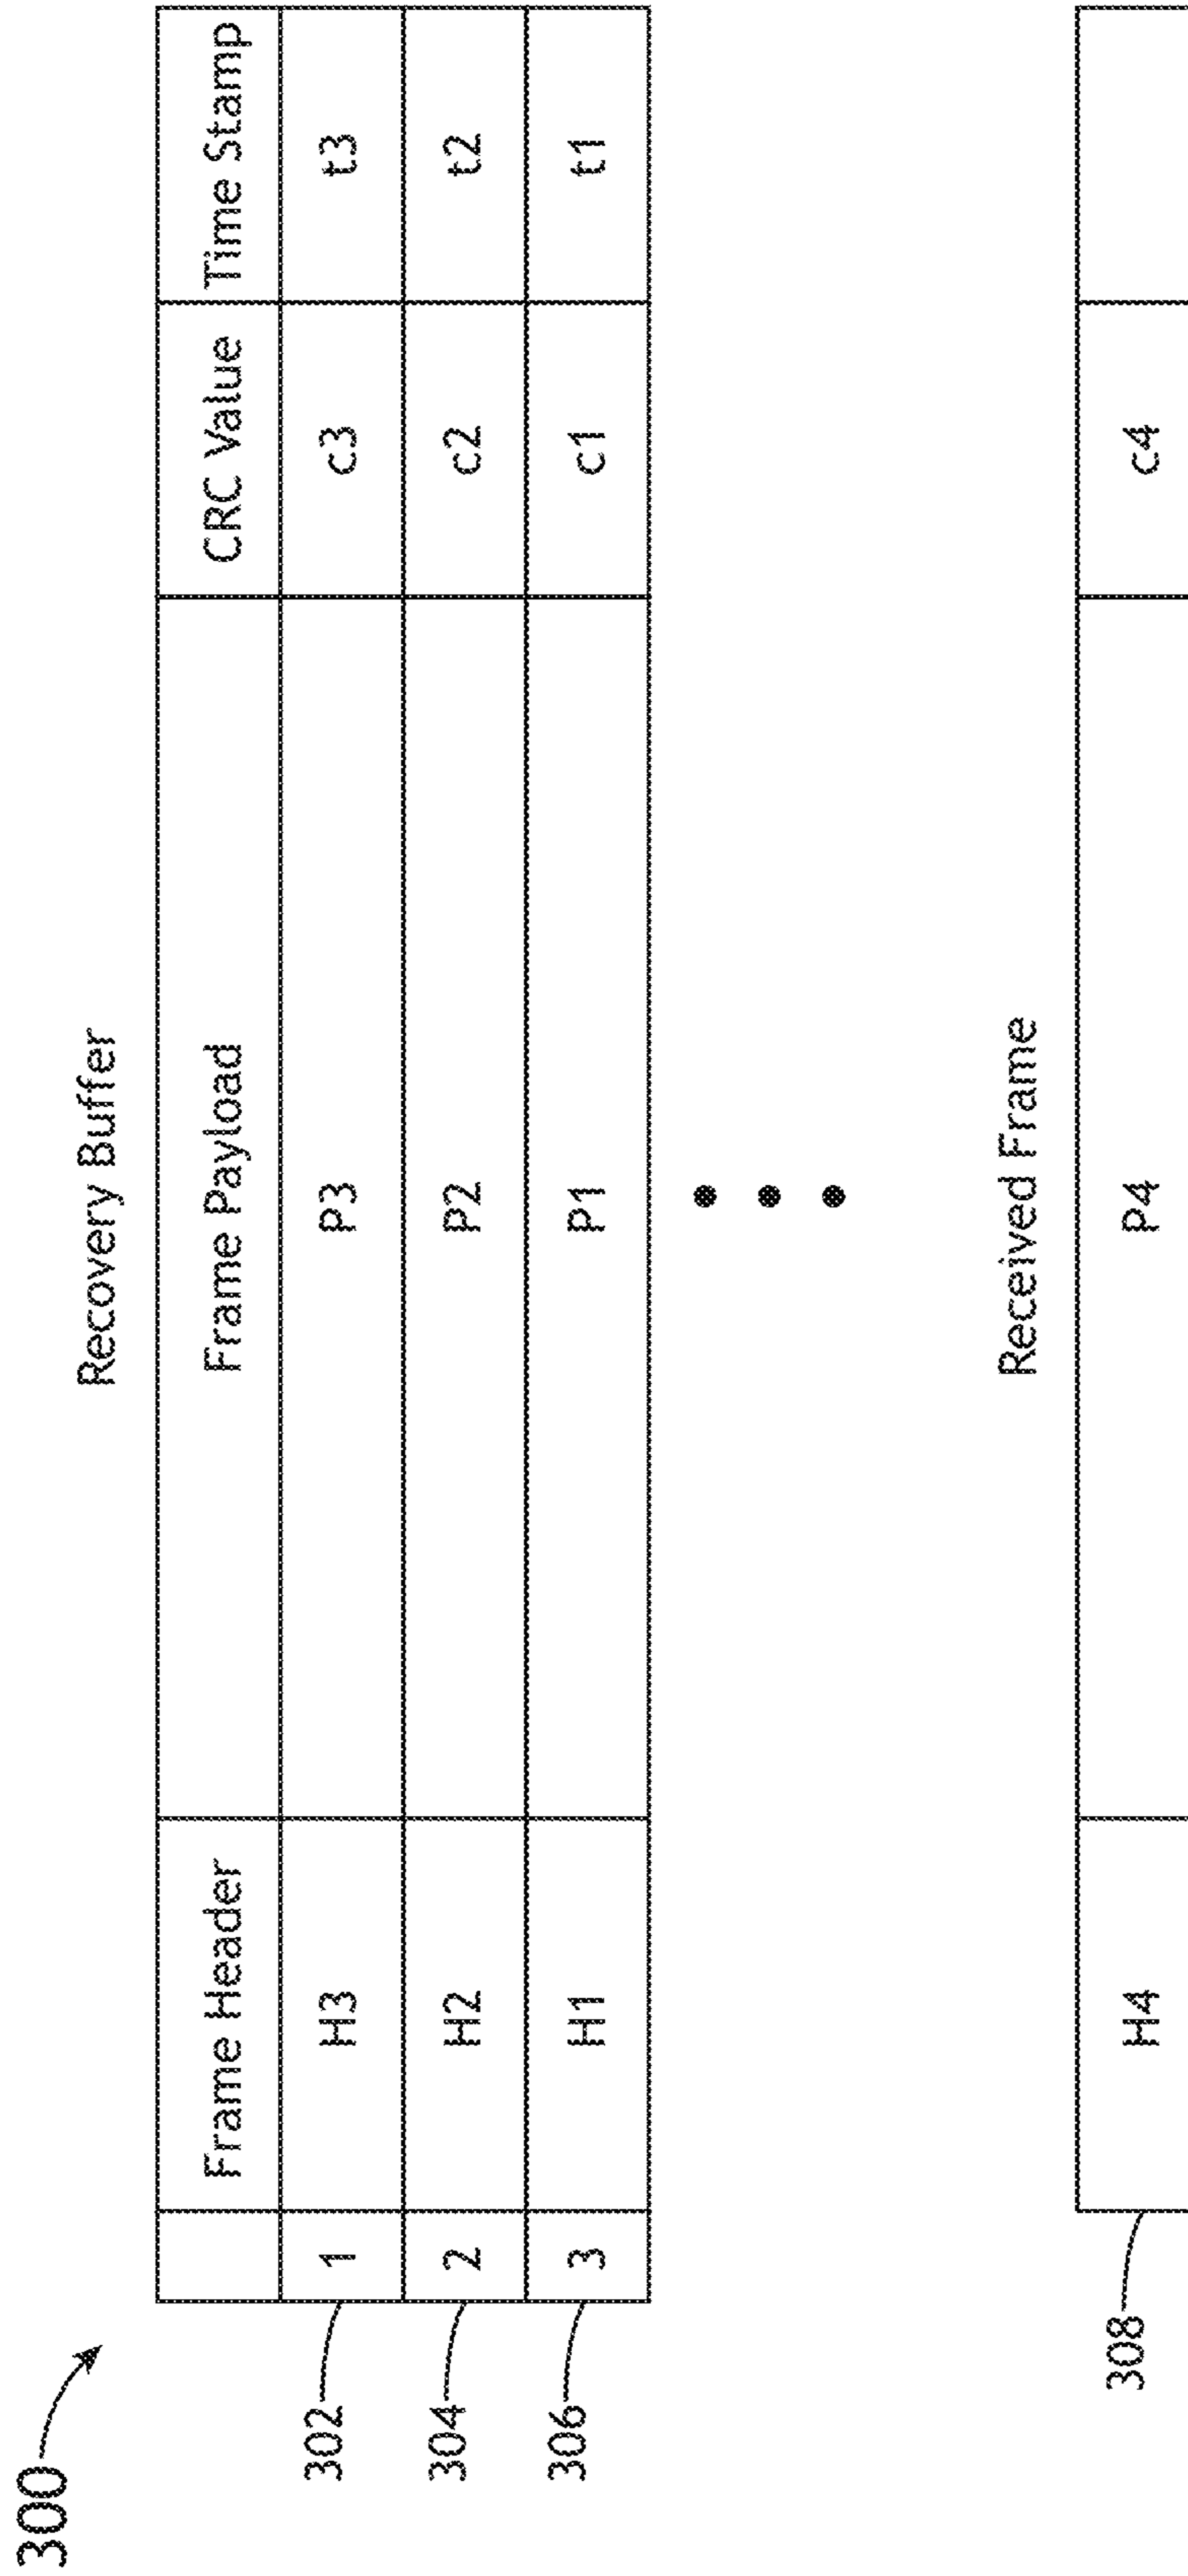 300
Recovery Buffer
Frame Header Frame Payload CRC Value Time Stamp
302 1 H3 P3 c3 t3
304 2 H2 P2 c2 t2
306 3 H1 P1 c1 t1
Received Frame
308 H4 P4 c4